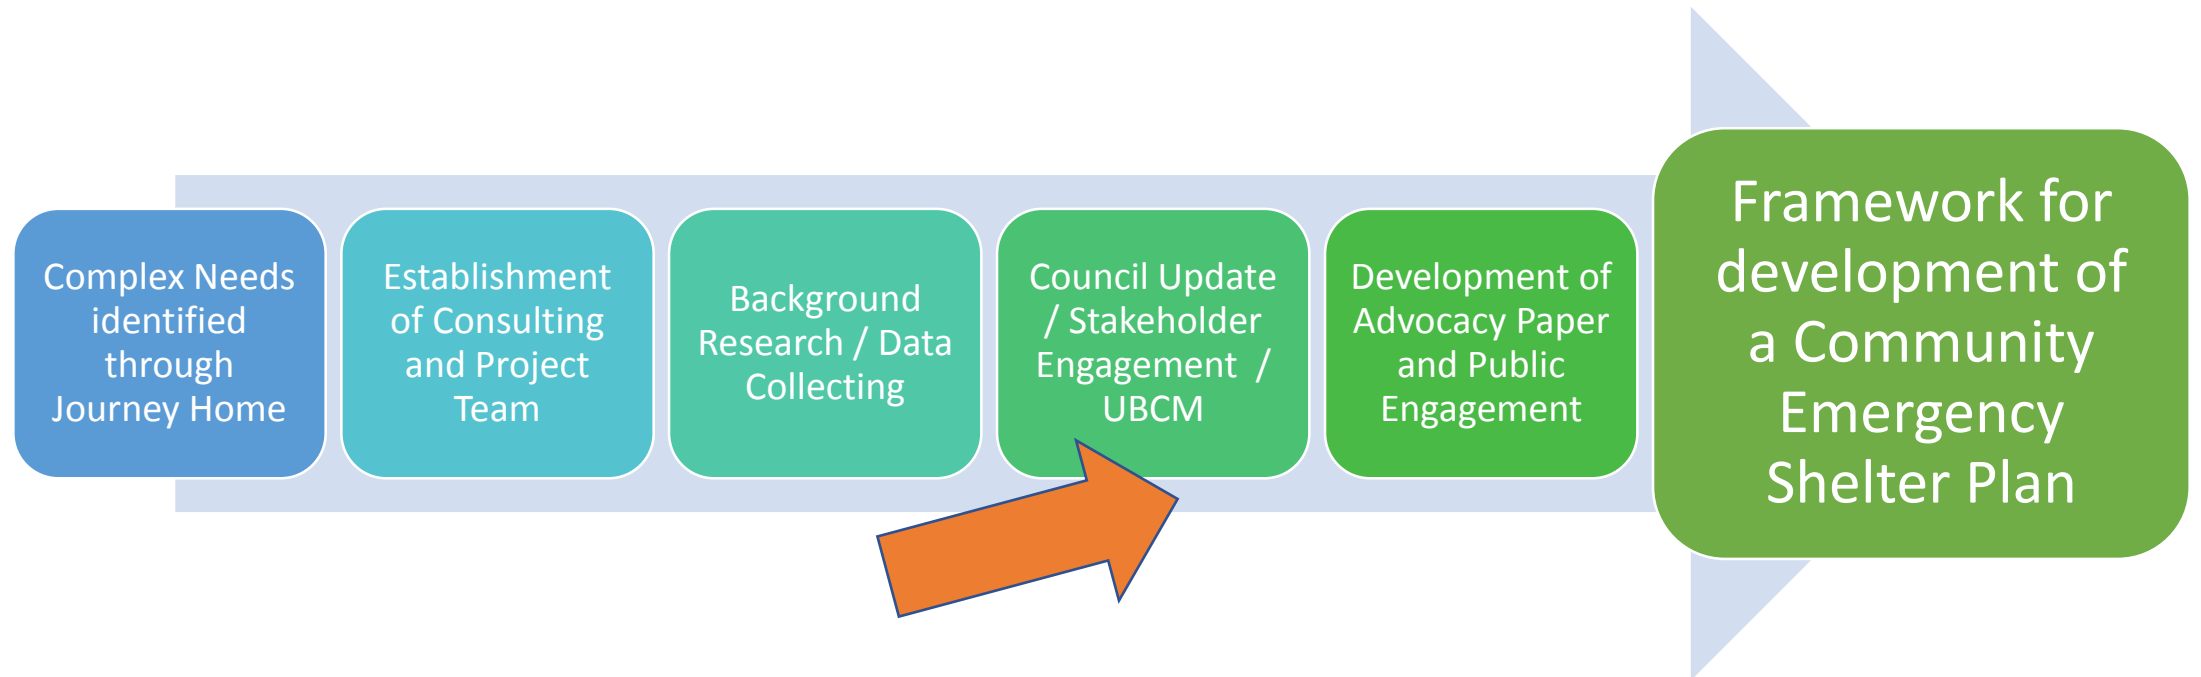 Complex Needs
identified
through
Journey Home
Establishment
of Consulting
and Project
Team
Background
Research / Data
Collecting
Council Update
/ Stakeholder
Engagement /
UBCM
Development of
Advocacy Paper
and Public
Engagement
Framework for
development of
a Community
Emergency
Shelter Plan